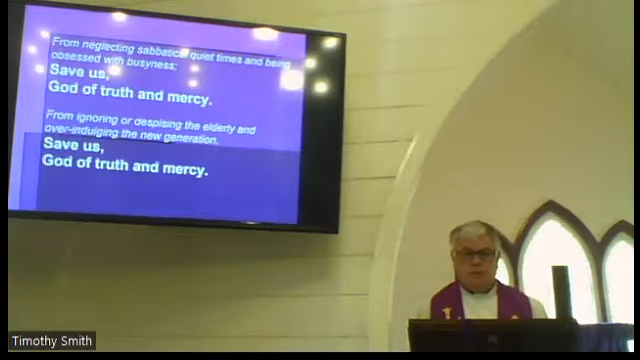 From neglecting sabbatical quiet times and being
obsessed with busyness;
Save us,
God of truth and mercy.
From ignoring or despising the elderly and
over-indulging the new generation.
Save us,
God of truth and mercy.
Timothy Smith